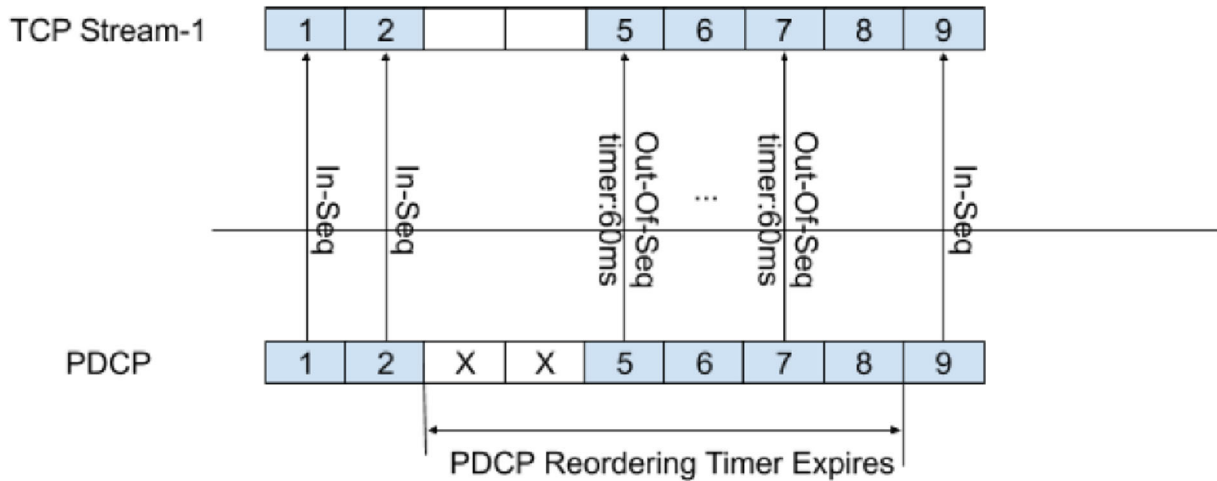 TCP Stream-1
1 2 5 6 7 8 9
In-Seq
In-Seq
Out-Of-Seq
timer:60ms
...
Out-Of-Seq
timer:60ms
In-Seq
PDCP
1 2 X X 5 6 7 8 9
PDCP Reordering Timer Expires